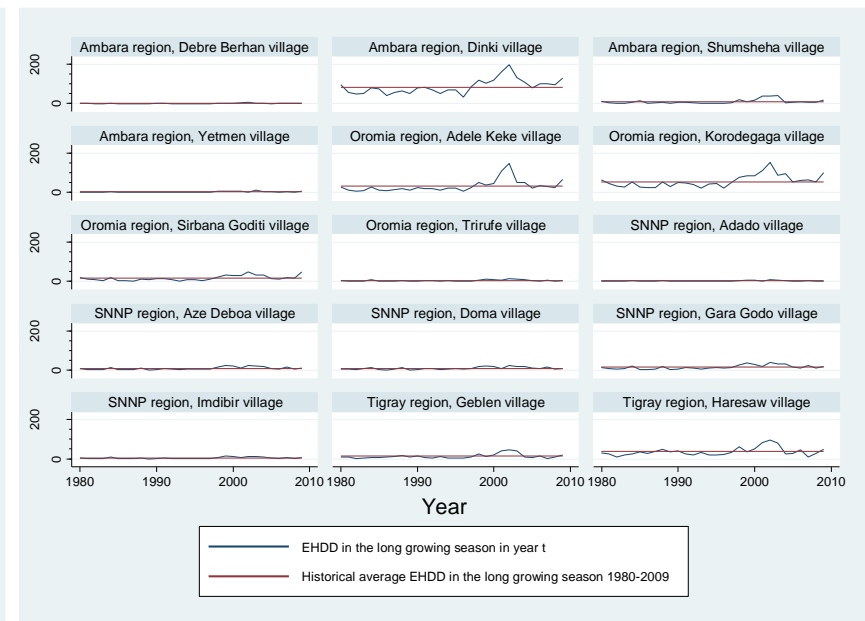 Ambara region, Debre Berhan village
Ambara region, Dinki village
Ambara region, Shumsheha village
0 200
Ambara region, Yetmen village
Oromia region, Adele Keke village
Oromia region, Korodegaga village
0 200
Oromia region, Sirbana Goditi village
Oromia region, Trirufe village
SNNP region, Adado village
0 200
SNNP region, Aze Deboa village
SNNP region, Doma village
SNNP region, Gara Godo village
0 200
SNNP region, Imdibir village
Tigray region, Geblen village
Tigray region, Haresaw village
0 200
1980 1990 2000 2010 1980 1990 2000 2010 1980 1990 2000 2010
Year
EHDD in the long growing season in year t
Historical average EHDD in the long growing season 1980-2009